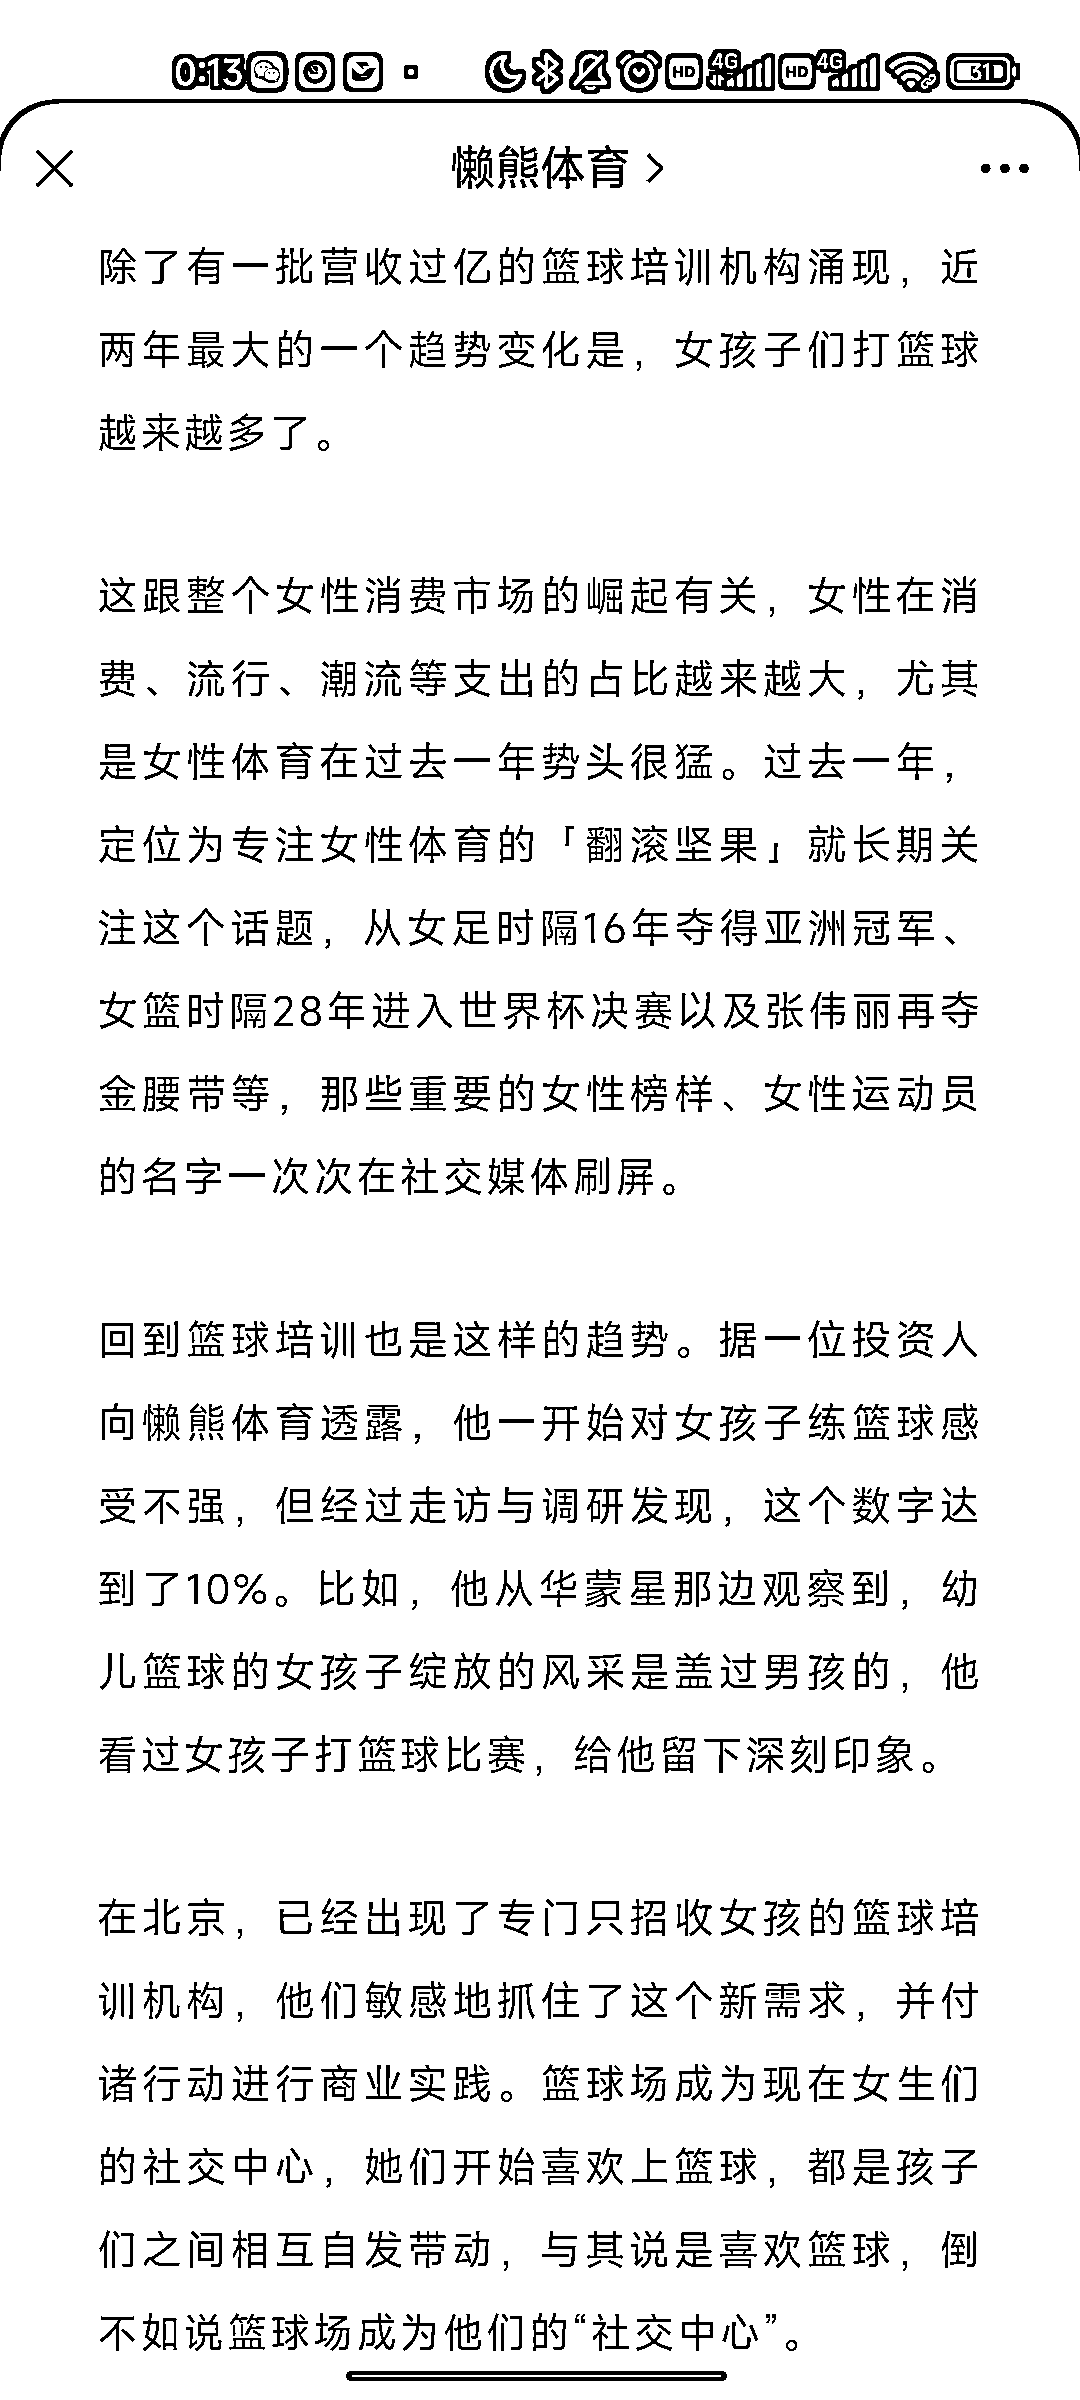 0:13
HD 4G HD 4G 31
懒熊体育
除了有一批营收过亿的篮球培训机构涌现，近
两年最大的一个趋势变化是，女孩子们打篮球
越来越多了。
这跟整个女性消费市场的崛起有关，女性在消
费、流行、潮流等支出的占比越来越大，尤其
是女性体育在过去一年势头很猛。过去一年，
定位为专注女性体育的「翻滚坚果」就长期关
注这个话题，从女足时隔16年夺得亚洲冠军、
女篮时隔28年进入世界杯决赛以及张伟丽再夺
金腰带等，那些重要的女性榜样、女性运动员
的名字一次次在社交媒体刷屏。
回到篮球培训也是这样的趋势。据一位投资人
向懒熊体育透露，他一开始对女孩子练篮球感
受不强，但经过走访与调研发现，这个数字达
到了10%。比如，他从华蒙星那边观察到，幼
儿篮球的女孩子绽放的风采是盖过男孩的，他
看过女孩子打篮球比赛，给他留下深刻印象。
在北京，已经出现了专门只招收女孩的篮球培
训机构，他们敏感地抓住了这个新需求，并付
诸行动进行商业实践。篮球场成为现在女生们
的社交中心，她们开始喜欢上篮球，都是孩子
们之间相互自发带动，与其说是喜欢篮球，倒
不如说篮球场成为他们的“社交中心”。